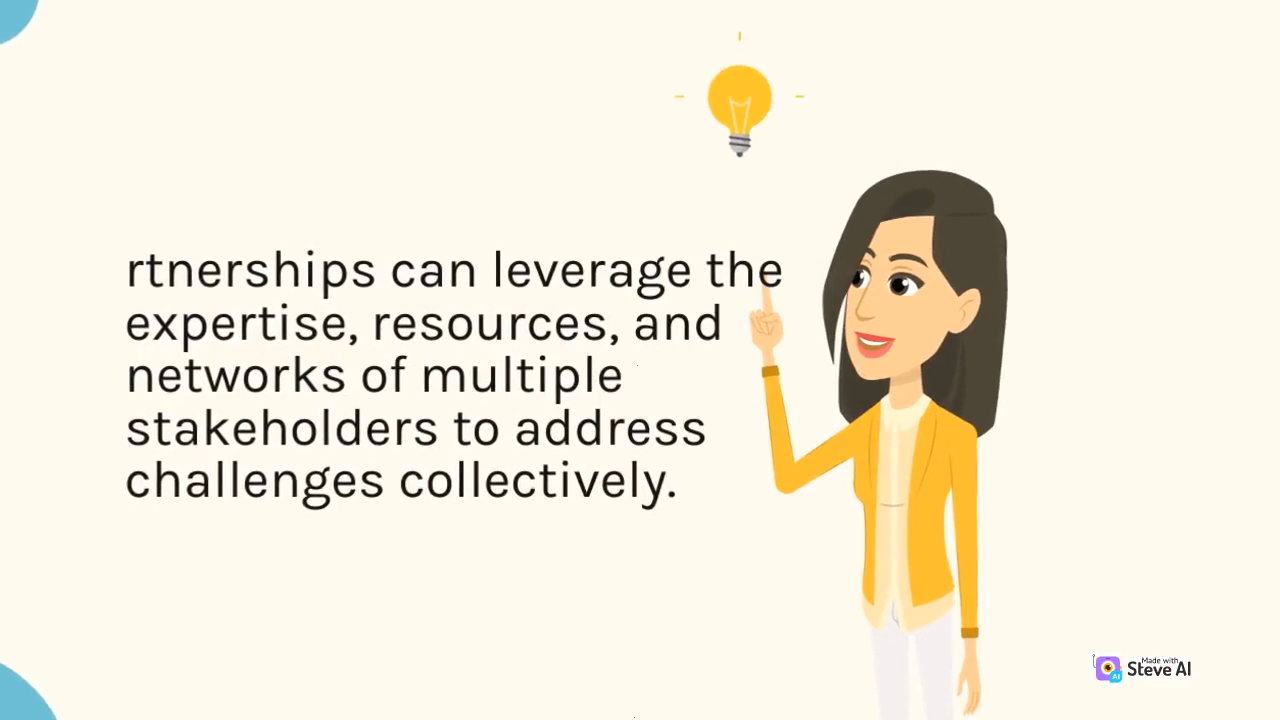 rtnerships can leverage the
expertise, resources, and
networks of multiple
stakeholders to address
challenges collectively.
Made with
Steve AI
AI